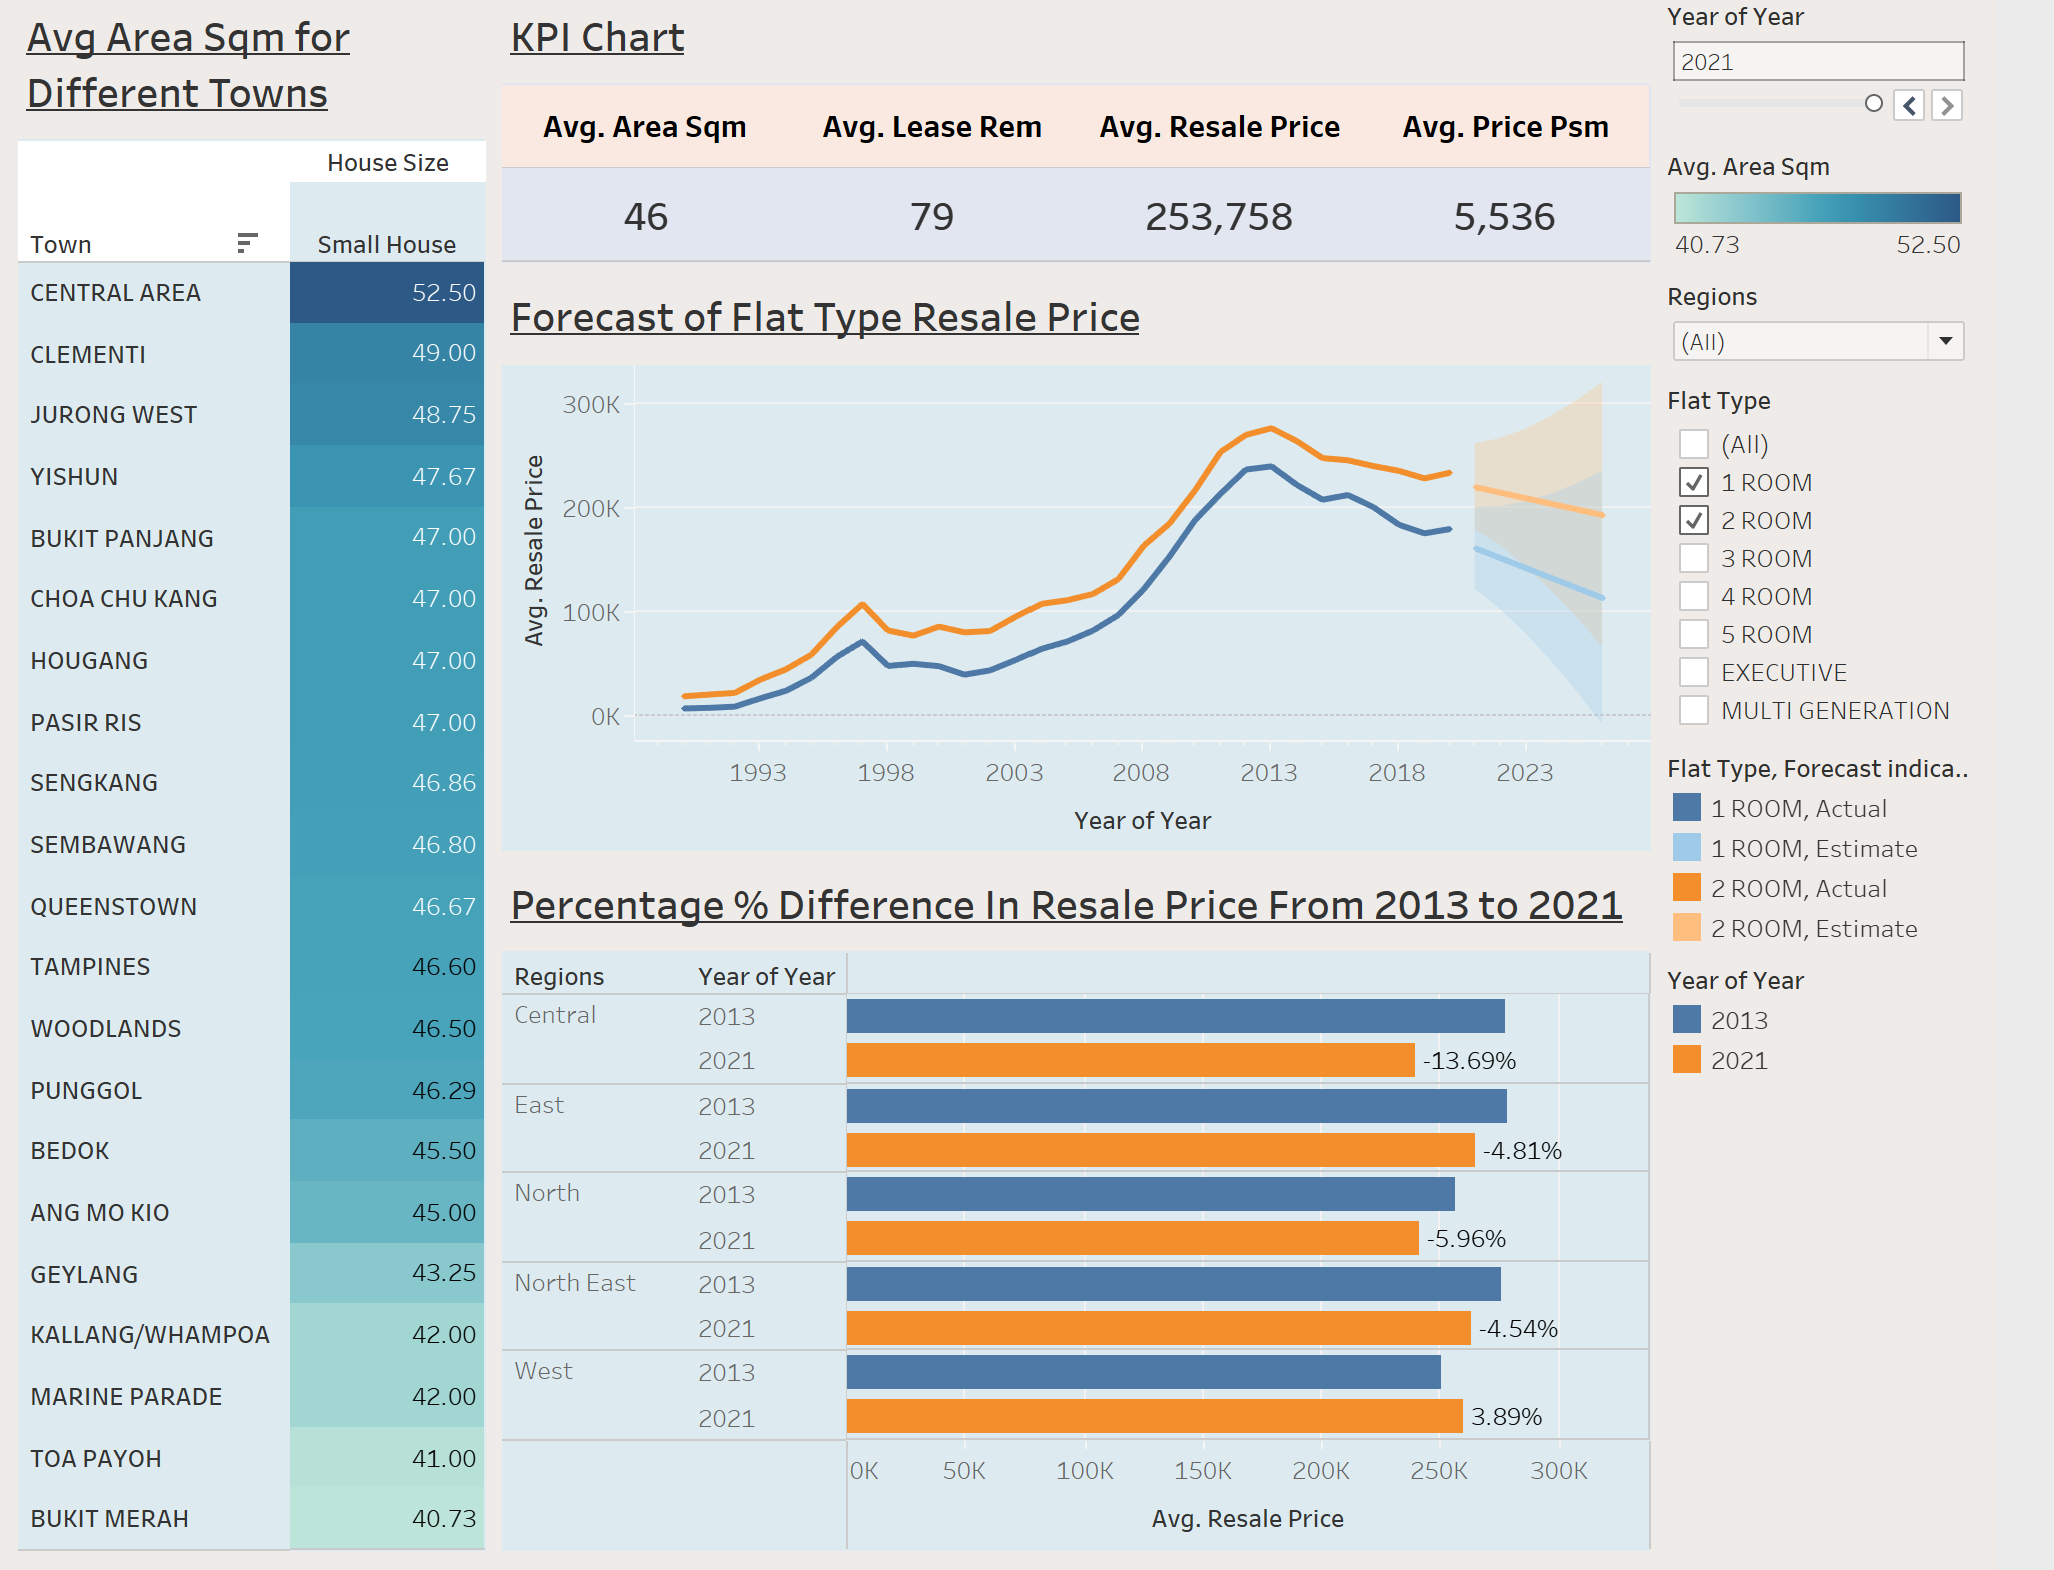 Avg Area Sqm for
Different Towns
House Size
Town
Small House
CENTRAL AREA 52.50
CLEMENTI 49.00
JURONG WEST 48.75
YISHUN 47.67
BUKIT PANJANG 47.00
CHOA CHU KANG 47.00
HOUGANG 47.00
PASIR RIS 47.00
SENGKANG 46.86
SEMBAWANG 46.80
QUEENSTOWN 46.67
TAMPINES 46.60
WOODLANDS 46.50
PUNGGOL 46.29
BEDOK 45.50
ANG MO KIO 45.00
GEYLANG 43.25
KALLANG/WHAMPOA 42.00
MARINE PARADE 42.00
TOA PAYOH 41.00
BUKIT MERAH 40.73
KPI Chart
Avg. Area Sqm Avg. Lease Rem Avg. Resale Price Avg. Price Psm
46 79 253,758 5,536
Forecast of Flat Type Resale Price
Avg. Resale Price
300K
200K
100K
0K
1993 1998 2003 2008 2013 2018 2023
Year of Year
Percentage % Difference In Resale Price From 2013 to 2021
Regions Year of Year
Central 2013
2021 -13.69%
East 2013
2021 -4.81%
North 2013
2021 -5.96%
North East 2013
2021 -4.54%
West 2013
2021 3.89%
0K 50K 100K 150K 200K 250K 300K
Avg. Resale Price
Year of Year
2021
Avg. Area Sqm
40.73 52.50
Regions
(All)
Flat Type
(All)
1 ROOM
2 ROOM
3 ROOM
4 ROOM
5 ROOM
EXECUTIVE
MULTI GENERATION
Flat Type, Forecast indica..
1 ROOM, Actual
1 ROOM, Estimate
2 ROOM, Actual
2 ROOM, Estimate
Year of Year
2013
2021